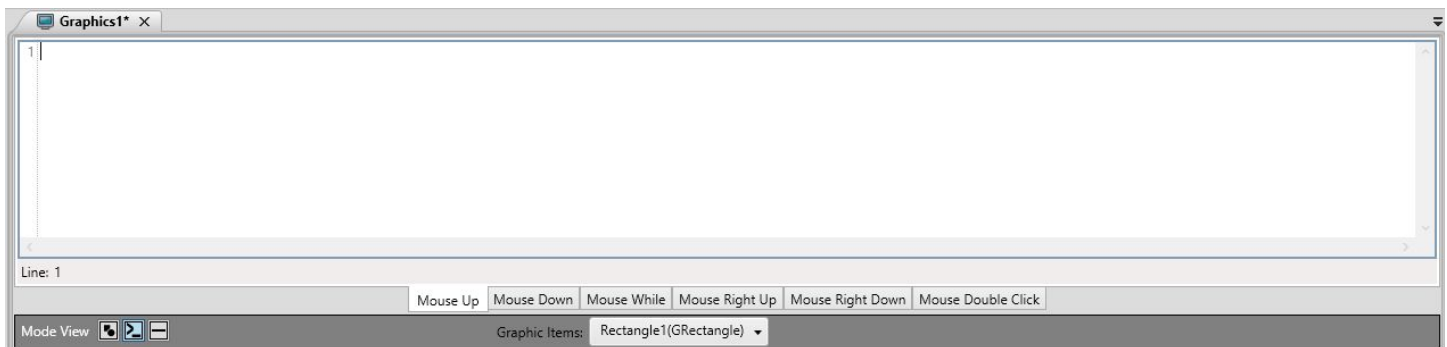 Graphics1*
1
Line: 1
Mouse Up Mouse Down Mouse While Mouse Right Up Mouse Right Down Mouse Double Click
Mode View Graphic Items: Rectangle1(GRectangle)